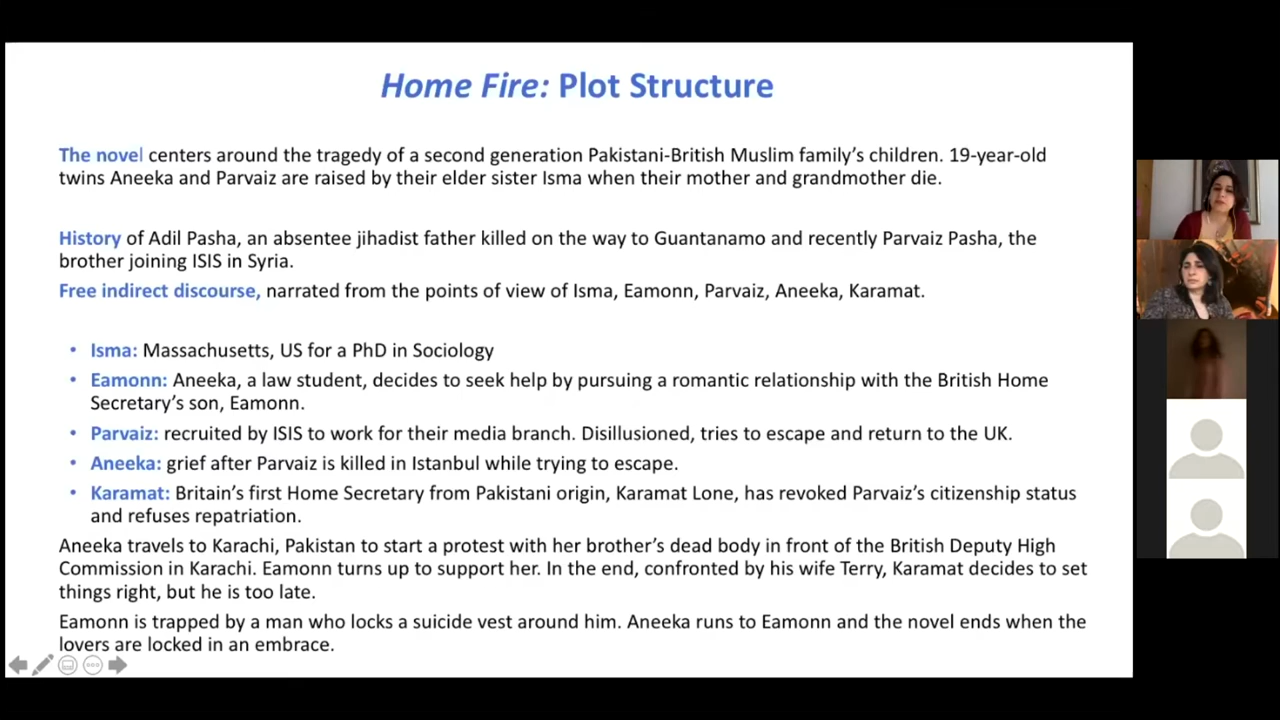 Home Fire: Plot Structure
The novel centers around the tragedy of a second generation Pakistani-British Muslim family's children. 19-year-old
twins Aneeka and Parvaiz are raised by their elder sister Isma when their mother and grandmother die.
History of Adil Pasha, an absentee jihadist father killed on the way to Guantanamo and recently Parvaiz Pasha, the
brother joining ISIS in Syria.
Free indirect discourse, narrated from the points of view of Isma, Eamonn, Parvaiz, Aneeka, Karamat.
• Isma: Massachusetts, US for a PhD in Sociology
• Eamonn: Aneeka, a law student, decides to seek help by pursuing a romantic relationship with the British Home
Secretary's son, Eamonn.
• Parvaiz: recruited by ISIS to work for their media branch. Disillusioned, tries to escape and return to the UK.
• Aneeka: grief after Parvaiz is killed in Istanbul while trying to escape.
• Karamat: Britain's first Home Secretary from Pakistani origin, Karamat Lone, has revoked Parvaiz's citizenship status
and refuses repatriation.
Aneeka travels to Karachi, Pakistan to start a protest with her brother's dead body in front of the British Deputy High
Commission in Karachi. Eamonn turns up to support her. In the end, confronted by his wife Terry, Karamat decides to set
things right, but he is too late.
Eamonn is trapped by a man who locks a suicide vest around him. Aneeka runs to Eamonn and the novel ends when the
lovers are locked in an embrace.